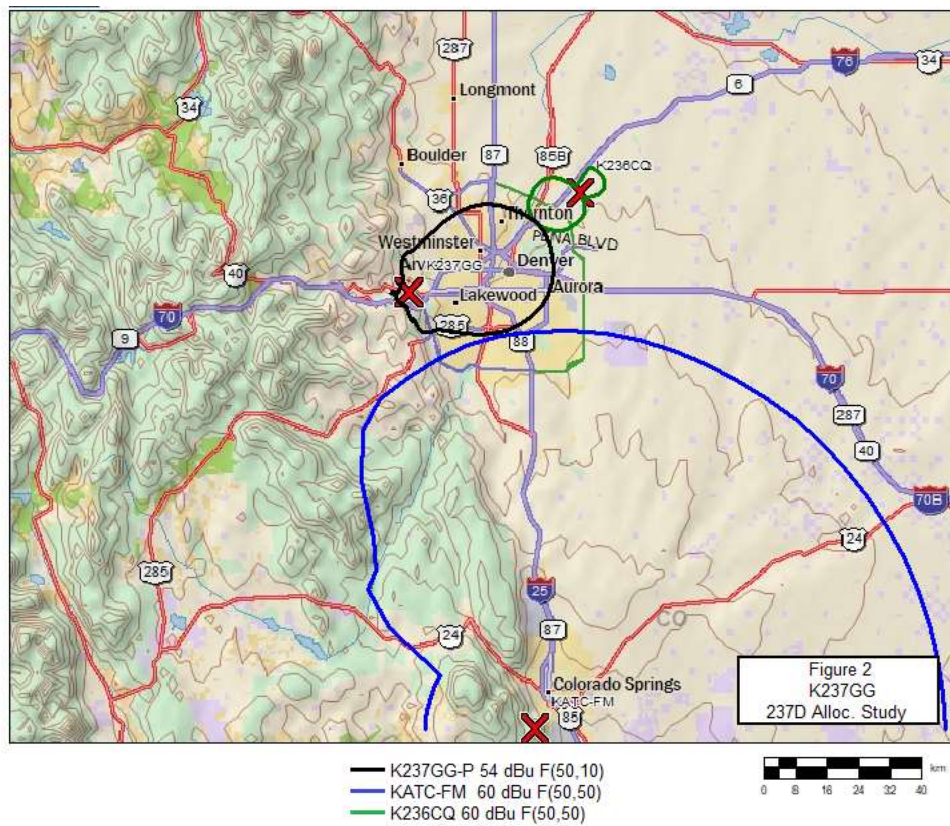 287
76
34
6
Longmont
34
87
85B
Boulder
K236CQ
36
Thornton
PENA BLVD
Westminster
Denver
K237GG
40
Aurora
Lakewood
70
285
9
88
70
287
40
70B
24
285
25
24
87
CO
Colorado Springs
KATC-FM
85
Figure 2
K237GG
237D Alloc. Study
K237GG-P 54 dBu F(50,10)
KATC-FM 60 dBu F(50,50)
K236CQ 60 dBu F(50,50)
km
0 8 16 24 32 40